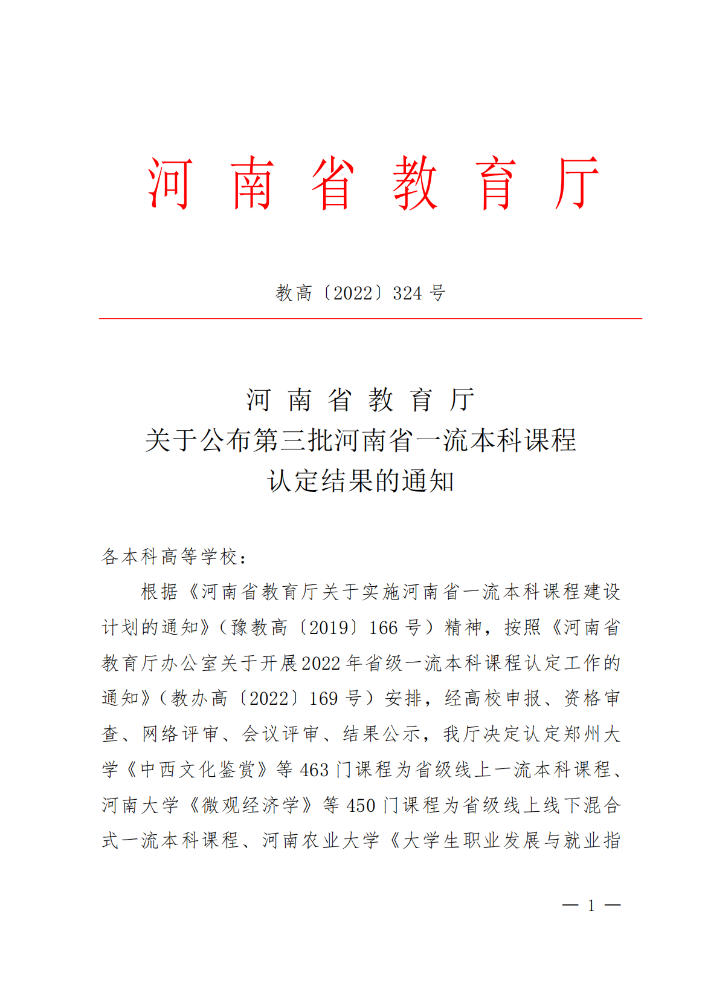 河南省教育厅
教高〔2022〕324 号
河南省教育厅
关于公布第三批河南省一流本科课程
认定结果的通知
各本科高等学校：
根据《河南省教育厅关于实施河南省一流本科课程建设
计划的通知》（豫教高〔2019〕166 号）精神，按照《河南省
教育厅办公室关于开展 2022 年省级一流本科课程认定工作的
通知》（教办高〔2022〕169 号）安排，经高校申报、资格审
查、网络评审、会议评审、结果公示，我厅决定认定郑州大
学《中西文化鉴赏》等 463 门课程为省级线上一流本科课程、
河南大学《微观经济学》等 450 门课程为省级线上线下混合
式一流本科课程、河南农业大学《大学生职业发展与就业指
— 1 —